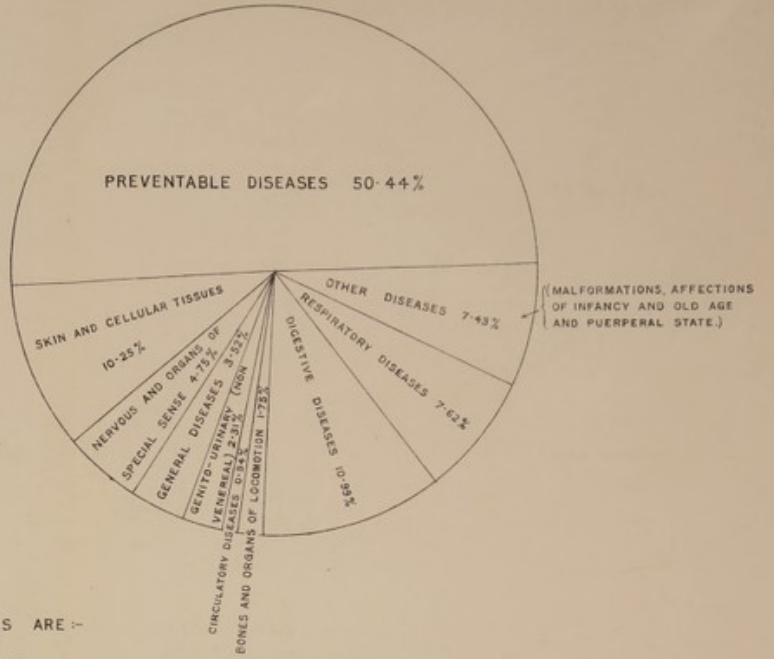 PREVENTABLE DISEASES 50·44%
OTHER DISEASES 7·43%
(MALFORMATIONS, AFFECTIONS
OF INFANCY AND OLD AGE
AND PUERPERAL STATE.)
RESPIRATORY DISEASES 7·62%
DIGESTIVE DISEASES 10·99%
BONES AND ORGANS OF LOCOMOTION 1·75%
CIRCULATORY DISEASES 0·94%
GENITO-URINARY (NON
VENEREAL) 2·31%
GENERAL DISEASES 3·52%
NERVOUS AND ORGANS OF
SPECIAL SENSE 4·75%
SKIN AND CELLULAR TISSUES
10·25%
S ARE :-